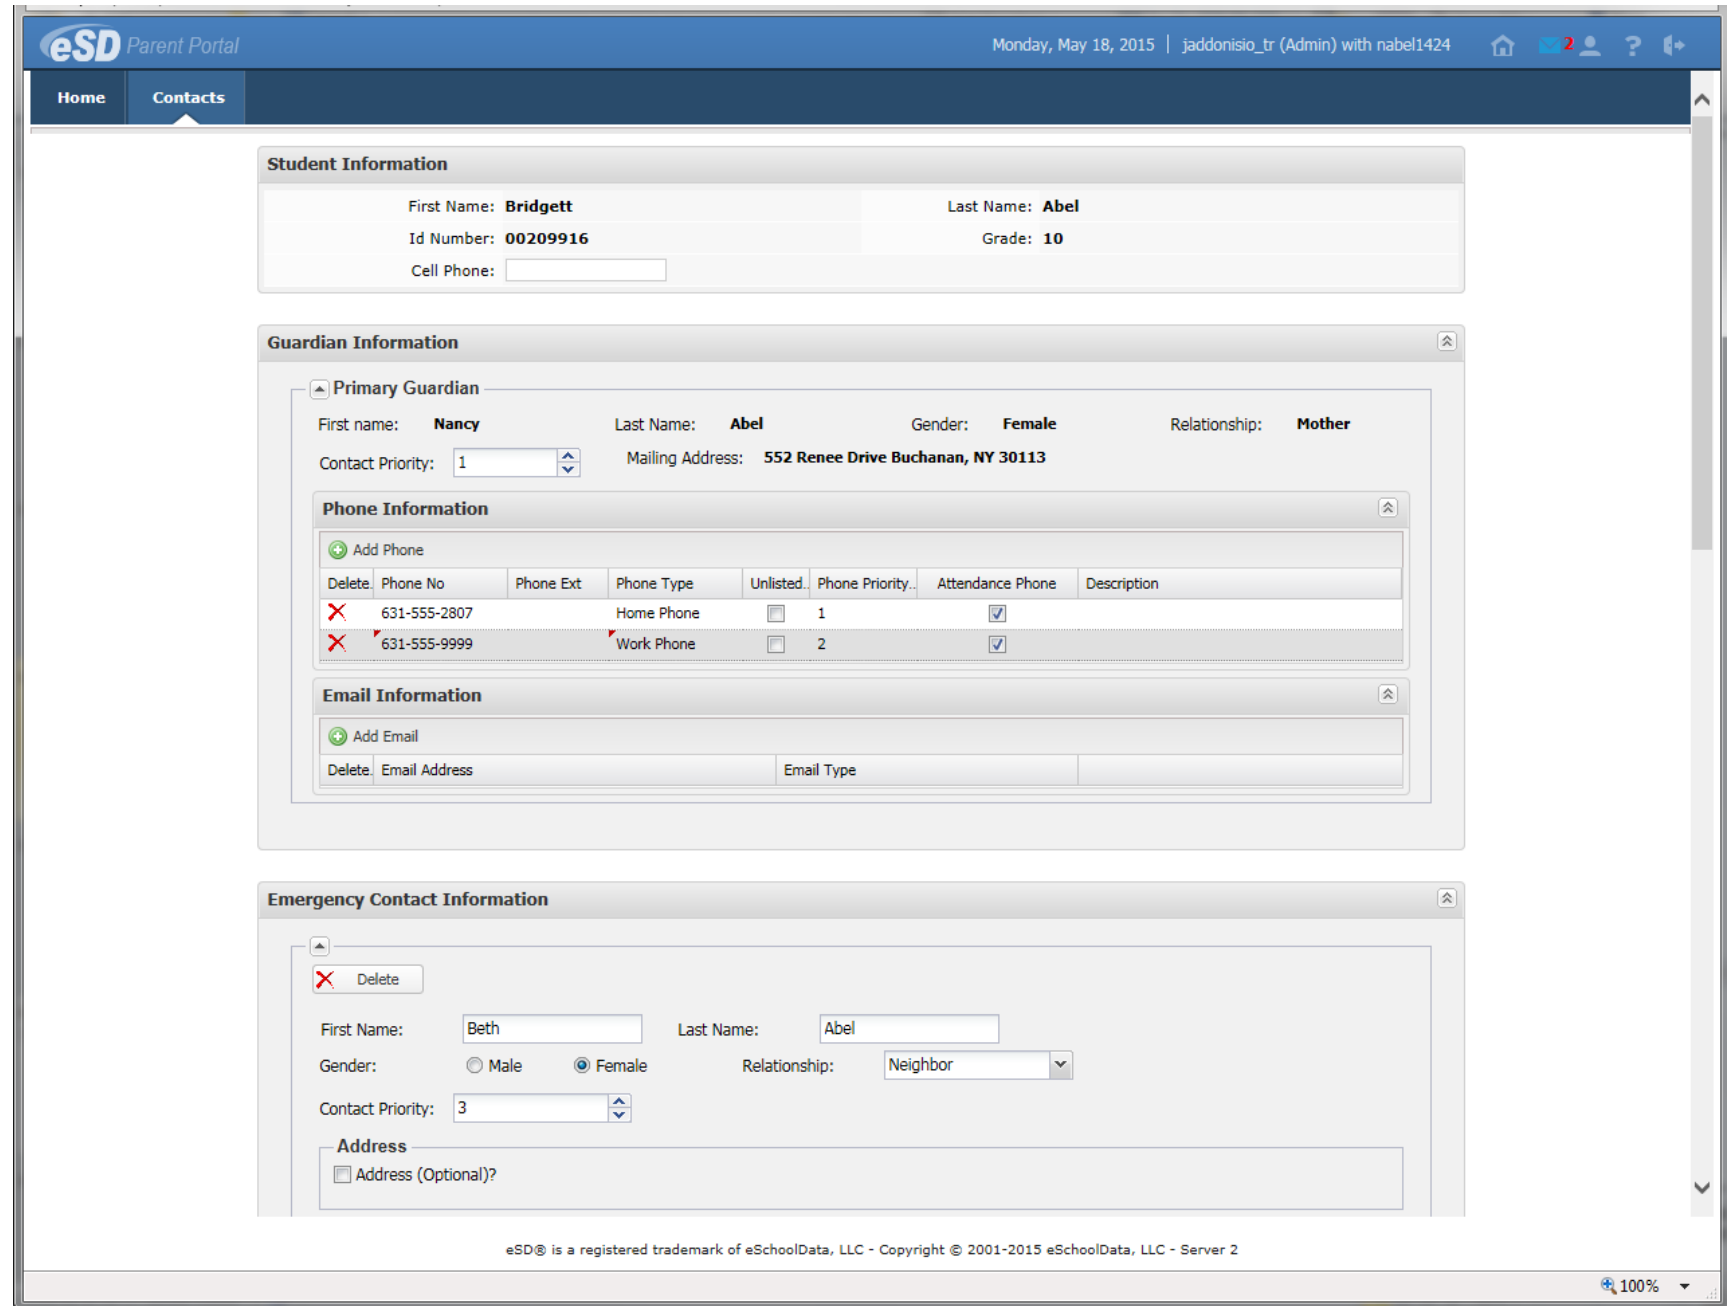 eSD Parent Portal
Monday, May 18, 2015 | jaddonisio_tr (Admin) with nabel1424 2 ?
Home Contacts
Student Information
First Name: Bridgett Last Name: Abel
Id Number: 00209916 Grade: 10
Cell Phone:
Guardian Information
Primary Guardian
First name: Nancy Last Name: Abel Gender: Female Relationship: Mother
Contact Priority: 1 Mailing Address: 552 Renee Drive Buchanan, NY 30113
Phone Information
Add Phone
Delete. Phone No Phone Ext Phone Type Unlisted.. Phone Priority.. Attendance Phone Description
631-555-2807 Home Phone 1
631-555-9999 Work Phone 2
Email Information
Add Email
Delete. Email Address Email Type
Emergency Contact Information
Delete
First Name: Beth Last Name: Abel
Gender: Male Female Relationship: Neighbor
Contact Priority: 3
Address
Address (Optional)?
eSD® is a registered trademark of eSchoolData, LLC - Copyright © 2001-2015 eSchoolData, LLC - Server 2
100%